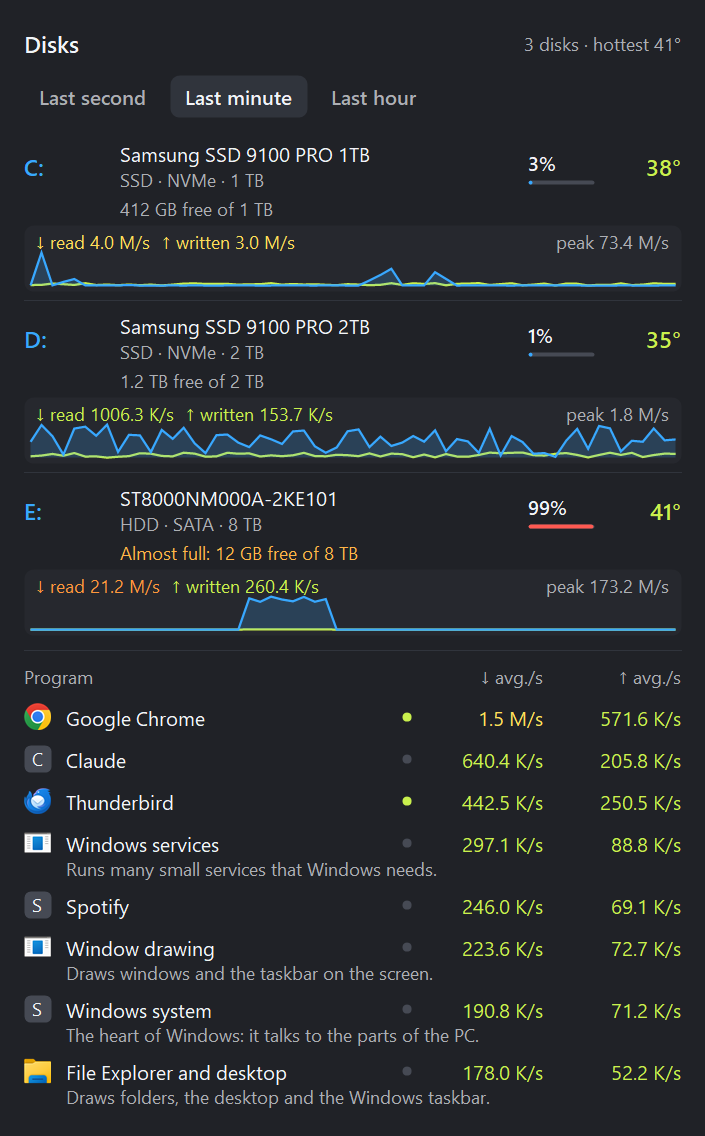 Disks
3 disks · hottest 41°
Last second Last minute Last hour
C:
Samsung SSD 9100 PRO 1TB
SSD · NVMe · 1 TB
412 GB free of 1 TB
3%
38°
↓ read 4.0 M/s ↑ written 3.0 M/s
peak 73.4 M/s
D:
Samsung SSD 9100 PRO 2TB
SSD · NVMe · 2 TB
1.2 TB free of 2 TB
1%
35°
↓ read 1006.3 K/s ↑ written 153.7 K/s
peak 1.8 M/s
E:
ST8000NM000A-2KE101
HDD · SATA · 8 TB
Almost full: 12 GB free of 8 TB
99%
41°
↓ read 21.2 M/s ↑ written 260.4 K/s
peak 173.2 M/s
Program ↓ avg./s ↑ avg./s
Google Chrome 1.5 M/s 571.6 K/s
C Claude 640.4 K/s 205.8 K/s
Thunderbird 442.5 K/s 250.5 K/s
Windows services 297.1 K/s 88.8 K/s
Runs many small services that Windows needs.
S Spotify 246.0 K/s 69.1 K/s
Window drawing 223.6 K/s 72.7 K/s
Draws windows and the taskbar on the screen.
S Windows system 190.8 K/s 71.2 K/s
The heart of Windows: it talks to the parts of the PC.
File Explorer and desktop 178.0 K/s 52.2 K/s
Draws folders, the desktop and the Windows taskbar.